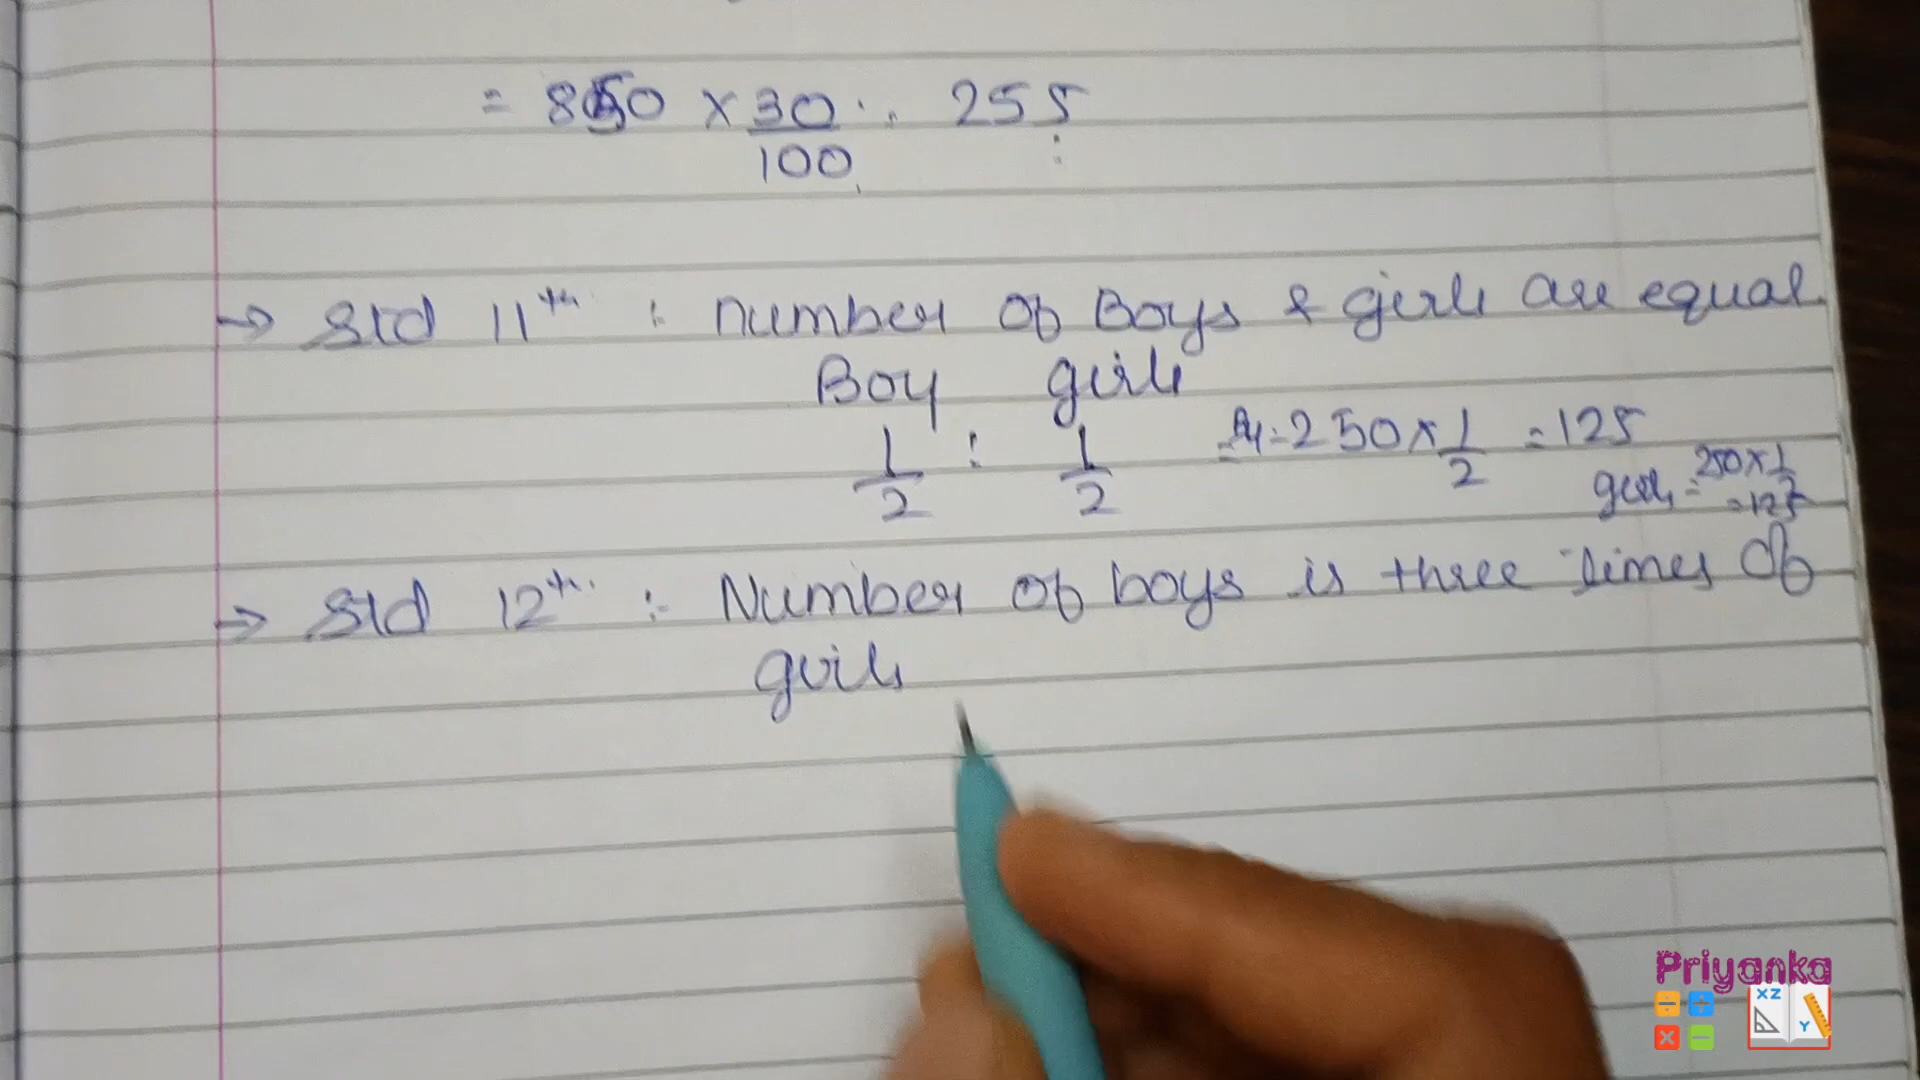 = 850 × 30/100 = 255
→ Std 11th : number of Boys & girls are equal
Boy girls
1/2 : 1/2 = 250 × 1/2 = 125
girls = 250 × 1/2
= 125
→ Std 12th :- Number of boys is three times of
girls
Priyanka
XZ
Y